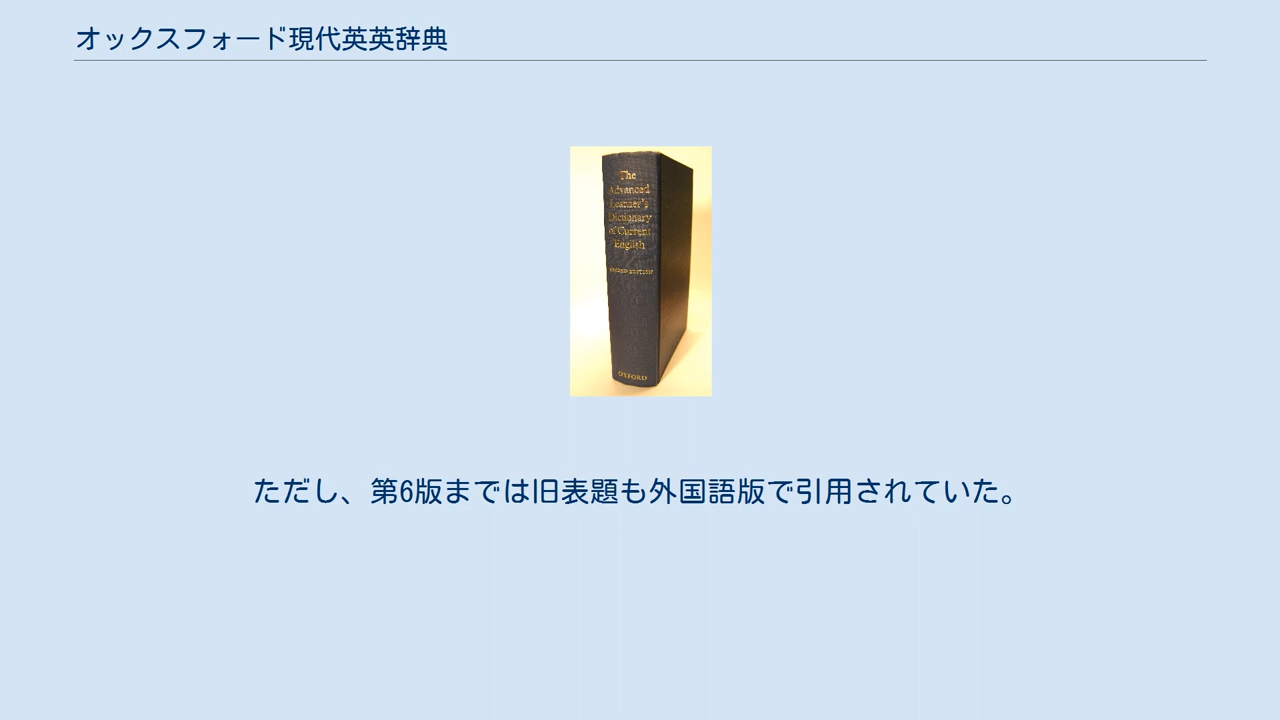 オックスフォード現代英英辞典
The
Advanced
Learner's
Dictionary
of Current
English
SECOND EDITION
OXFORD
ただし、第6版までは旧表題も外国語版で引用されていた。